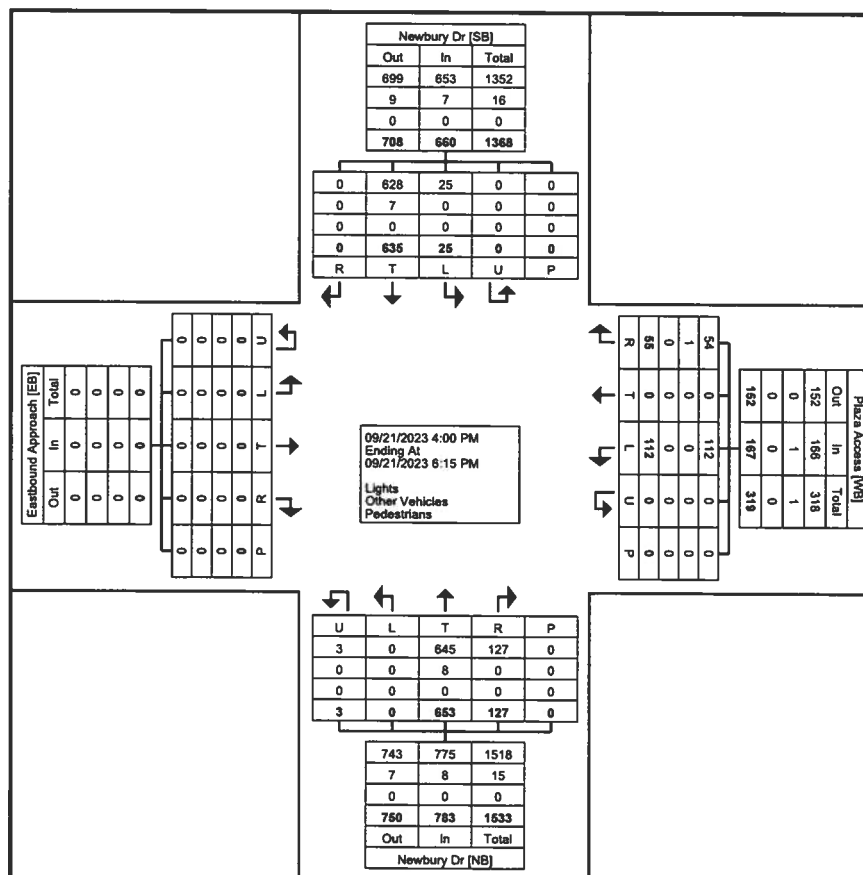 Newbury Dr [SB]
Out In Total
699 653 1352
9 7 16
0 0 0
708 660 1368
0 628 25 0 0
0 7 0 0 0
0 0 0 0 0
0 635 25 0 0
R T L U P
Eastbound Approach [EB]
Total 0 0 0 0
In 0 0 0 0
Out 0 0 0 0
0 0 0 0 U
0 0 0 0 L
0 0 0 0 T
0 0 0 0 R
0 0 0 0 P
09/21/2023 4:00 PM
Ending At
09/21/2023 6:15 PM
Lights
Other Vehicles
Pedestrians
R 55 0 1 54
T 0 0 0 0
L 112 0 0 112
U 0 0 0 0
P 0 0 0 0
Plaza Access [WB]
152 0 0 152 Out
167 0 1 166 In
319 0 1 318 Total
U L T R P
3 0 645 127 0
0 0 8 0 0
0 0 0 0 0
3 0 653 127 0
743 775 1518
7 8 15
0 0 0
750 783 1533
Out In Total
Newbury Dr [NB]